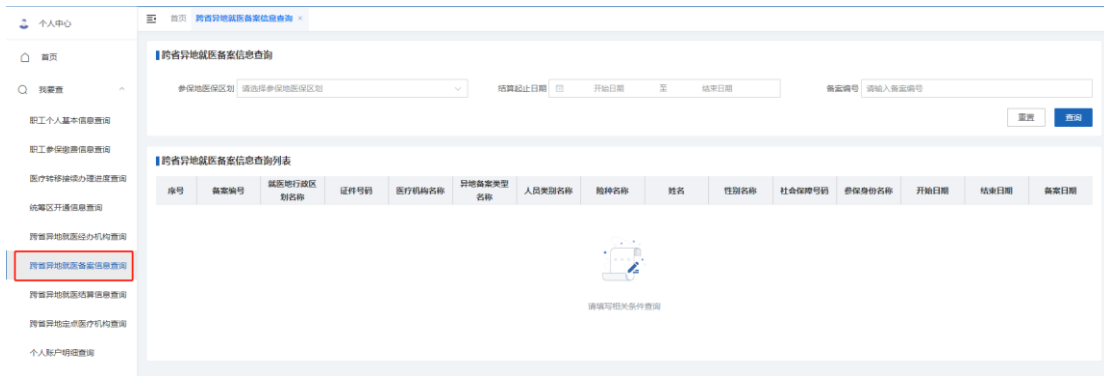 个人中心
首页 跨省异地就医备案信息查询 ×
首页
我要查
职工个人基本信息查询
职工参保缴费信息查询
医疗转移接续办理进度查询
统筹区开通信息查询
跨省异地就医经办机构查询
跨省异地就医备案信息查询
跨省异地就医结算信息查询
跨省异地定点医疗机构查询
个人账户明细查询
跨省异地就医备案信息查询
参保地医保区划 请选择参保地医保区划 结算起止日期 开始日期 至 结束日期 备案编号 请输入备案编号
重置 查询
跨省异地就医备案信息查询列表
序号 备案编号 就医地行政区划名称 证件号码 医疗机构名称 异地备案类型名称 人员类别名称 险种名称 姓名 性别名称 社会保障号码 参保身份名称 开始日期 结束日期 备案日期
请填写相关条件查询